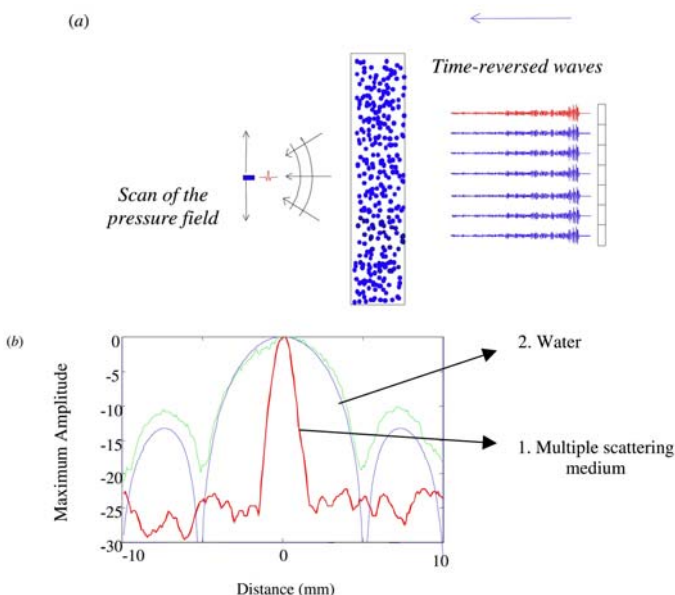 (a)
Time-reversed waves
Scan of the
pressure field
(b)
0
-5
-10
-15
-20
-25
-30
Maximum Amplitude
-10
0
10
Distance (mm)
2. Water
1. Multiple scattering
medium